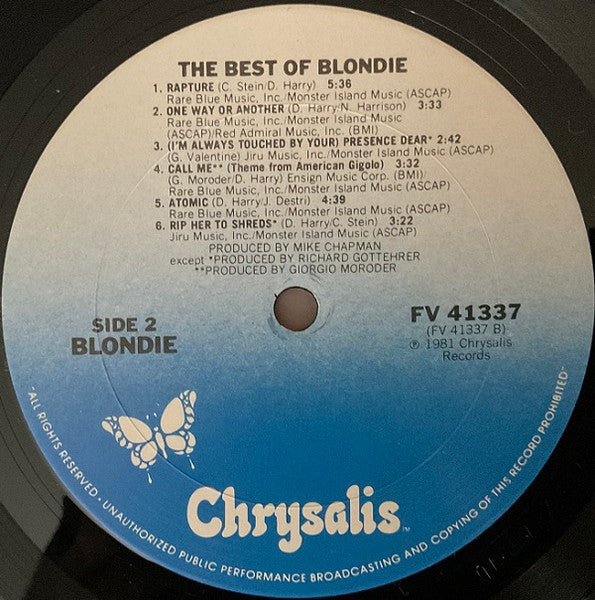 THE BEST OF BLONDIE
1. RAPTURE (C. Stein/D. Harry) 5:36
Rare Blue Music, Inc./Monster Island Music (ASCAP)
2. ONE WAY OR ANOTHER (D. Harry/N. Harrison) 3:33
Rare Blue Music, Inc./Monster Island Music
(ASCAP)/Red Admiral Music, Inc. (BMI)
3. (I'M ALWAYS TOUCHED BY YOUR) PRESENCE DEAR* 2:42
(G. Valentine) Jiru Music, Inc./Monster Island Music (ASCAP)
4. CALL ME** (Theme from American Gigolo) 3:32
(G. Moroder/D. Harry) Ensign Music Corp. (BMI)/
Rare Blue Music, Inc./Monster Island Music (ASCAP)
5. ATOMIC (D. Harry/J. Destri) 4:39
Rare Blue Music, Inc./Monster Island Music (ASCAP)
6. RIP HER TO SHREDS* (D. Harry/C. Stein) 3:22
Jiru Music, Inc./Monster Island Music (ASCAP)
PRODUCED BY MIKE CHAPMAN
except *PRODUCED BY RICHARD GOTTEHRER
**PRODUCED BY GIORGIO MORODER
SIDE 2
BLONDIE
FV 41337
(FV 41337 B)
℗ 1981 Chrysalis
Records
Chrysalis™
-ALL RIGHTS RESERVED • UNAUTHORIZED PUBLIC PERFORMANCE BROADCASTING AND COPYING OF THIS RECORD PROHIBITED-